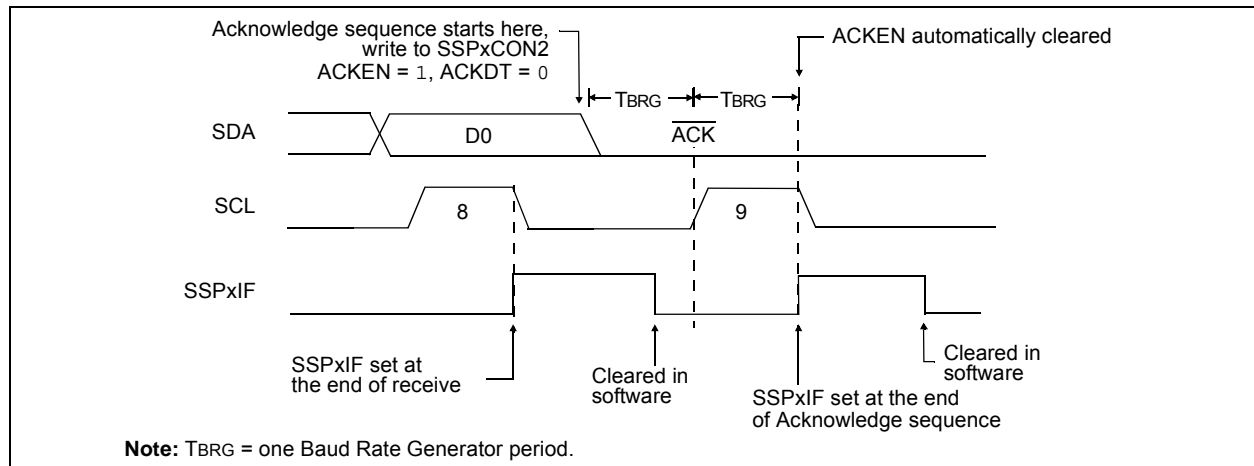 Acknowledge sequence starts here,
write to SSPxCON2
ACKEN = 1, ACKDT = 0
ACKEN automatically cleared
TBRG
TBRG
SDA
D0
ACK
SCL
8
9
SSPxIF
SSPxIF set at
the end of receive
Cleared in
software
SSPxIF set at the end
of Acknowledge sequence
Cleared in
software
Note: TBRG = one Baud Rate Generator period.